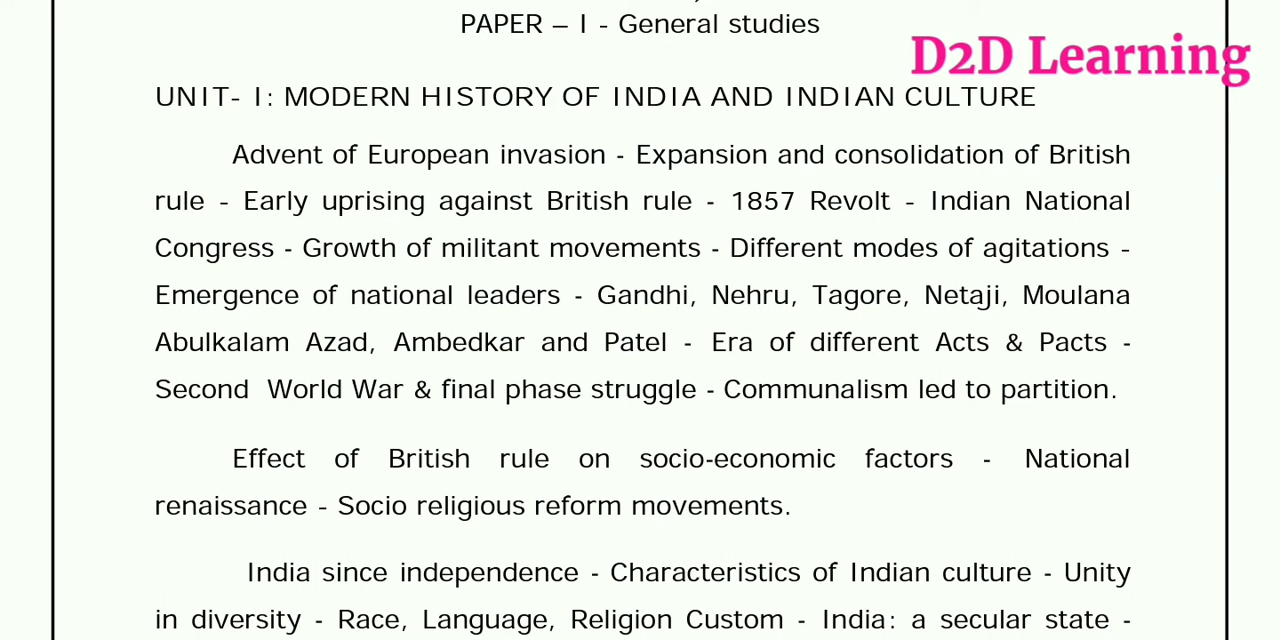 PAPER – I - General studies
D2D Learning
UNIT- I: MODERN HISTORY OF INDIA AND INDIAN CULTURE
Advent of European invasion - Expansion and consolidation of British
rule - Early uprising against British rule - 1857 Revolt - Indian National
Congress - Growth of militant movements - Different modes of agitations -
Emergence of national leaders - Gandhi, Nehru, Tagore, Netaji, Moulana
Abulkalam Azad, Ambedkar and Patel - Era of different Acts & Pacts -
Second World War & final phase struggle - Communalism led to partition.
Effect of British rule on socio-economic factors - National
renaissance - Socio religious reform movements.
India since independence - Characteristics of Indian culture - Unity
in diversity - Race, Language, Religion Custom - India: a secular state -